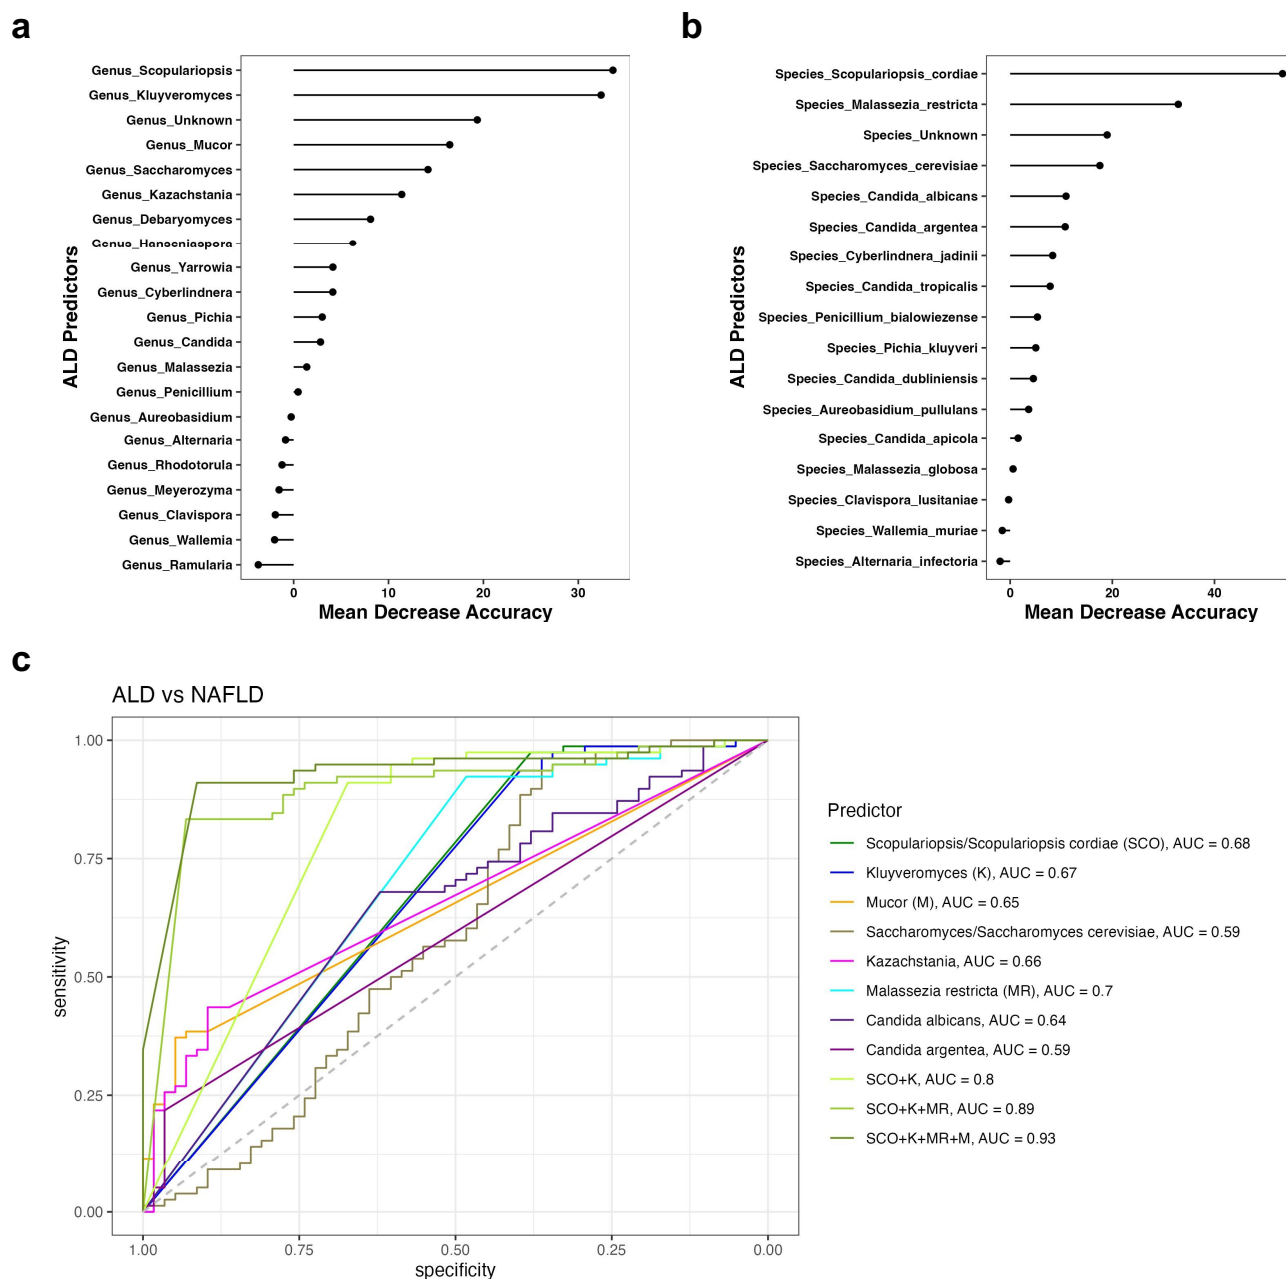 a
Genus_Scopulariopsis
Genus_Kluyveromyces
Genus_Unknown
Genus_Mucor
Genus_Saccharomyces
Genus_Kazachstania
Genus_Debaryomyces
Genus_Hanseniaspora
Genus_Yarrowia
Genus_Cyberlindnera
Genus_Pichia
Genus_Candida
Genus_Malassezia
Genus_Penicillium
Genus_Aureobasidium
Genus_Alternaria
Genus_Rhodotorula
Genus_Meyerozyma
Genus_Clavispora
Genus_Wallemia
Genus_Ramularia
ALD Predictors
0 10 20 30
Mean Decrease Accuracy
b
Species_Scopulariopsis_cordiae
Species_Malassezia_restricta
Species_Unknown
Species_Saccharomyces_cerevisiae
Species_Candida_albicans
Species_Candida_argentea
Species_Cyberlindnera_jadinii
Species_Candida_tropicalis
Species_Penicillium_bialowiezense
Species_Pichia_kluyveri
Species_Candida_dubliniensis
Species_Aureobasidium_pullulans
Species_Candida_apicola
Species_Malassezia_globosa
Species_Clavispora_lusitaniae
Species_Wallemia_muriae
Species_Alternaria_infectoria
ALD Predictors
0 20 40
Mean Decrease Accuracy
c
ALD vs NAFLD
1.00
0.75
0.50
0.25
0.00
sensitivity
1.00 0.75 0.50 0.25 0.00
specificity
Predictor
Scopulariopsis/Scopulariopsis cordiae (SCO), AUC = 0.68
Kluyveromyces (K), AUC = 0.67
Mucor (M), AUC = 0.65
Saccharomyces/Saccharomyces cerevisiae, AUC = 0.59
Kazachstania, AUC = 0.66
Malassezia restricta (MR), AUC = 0.7
Candida albicans, AUC = 0.64
Candida argentea, AUC = 0.59
SCO+K, AUC = 0.8
SCO+K+MR, AUC = 0.89
SCO+K+MR+M, AUC = 0.93